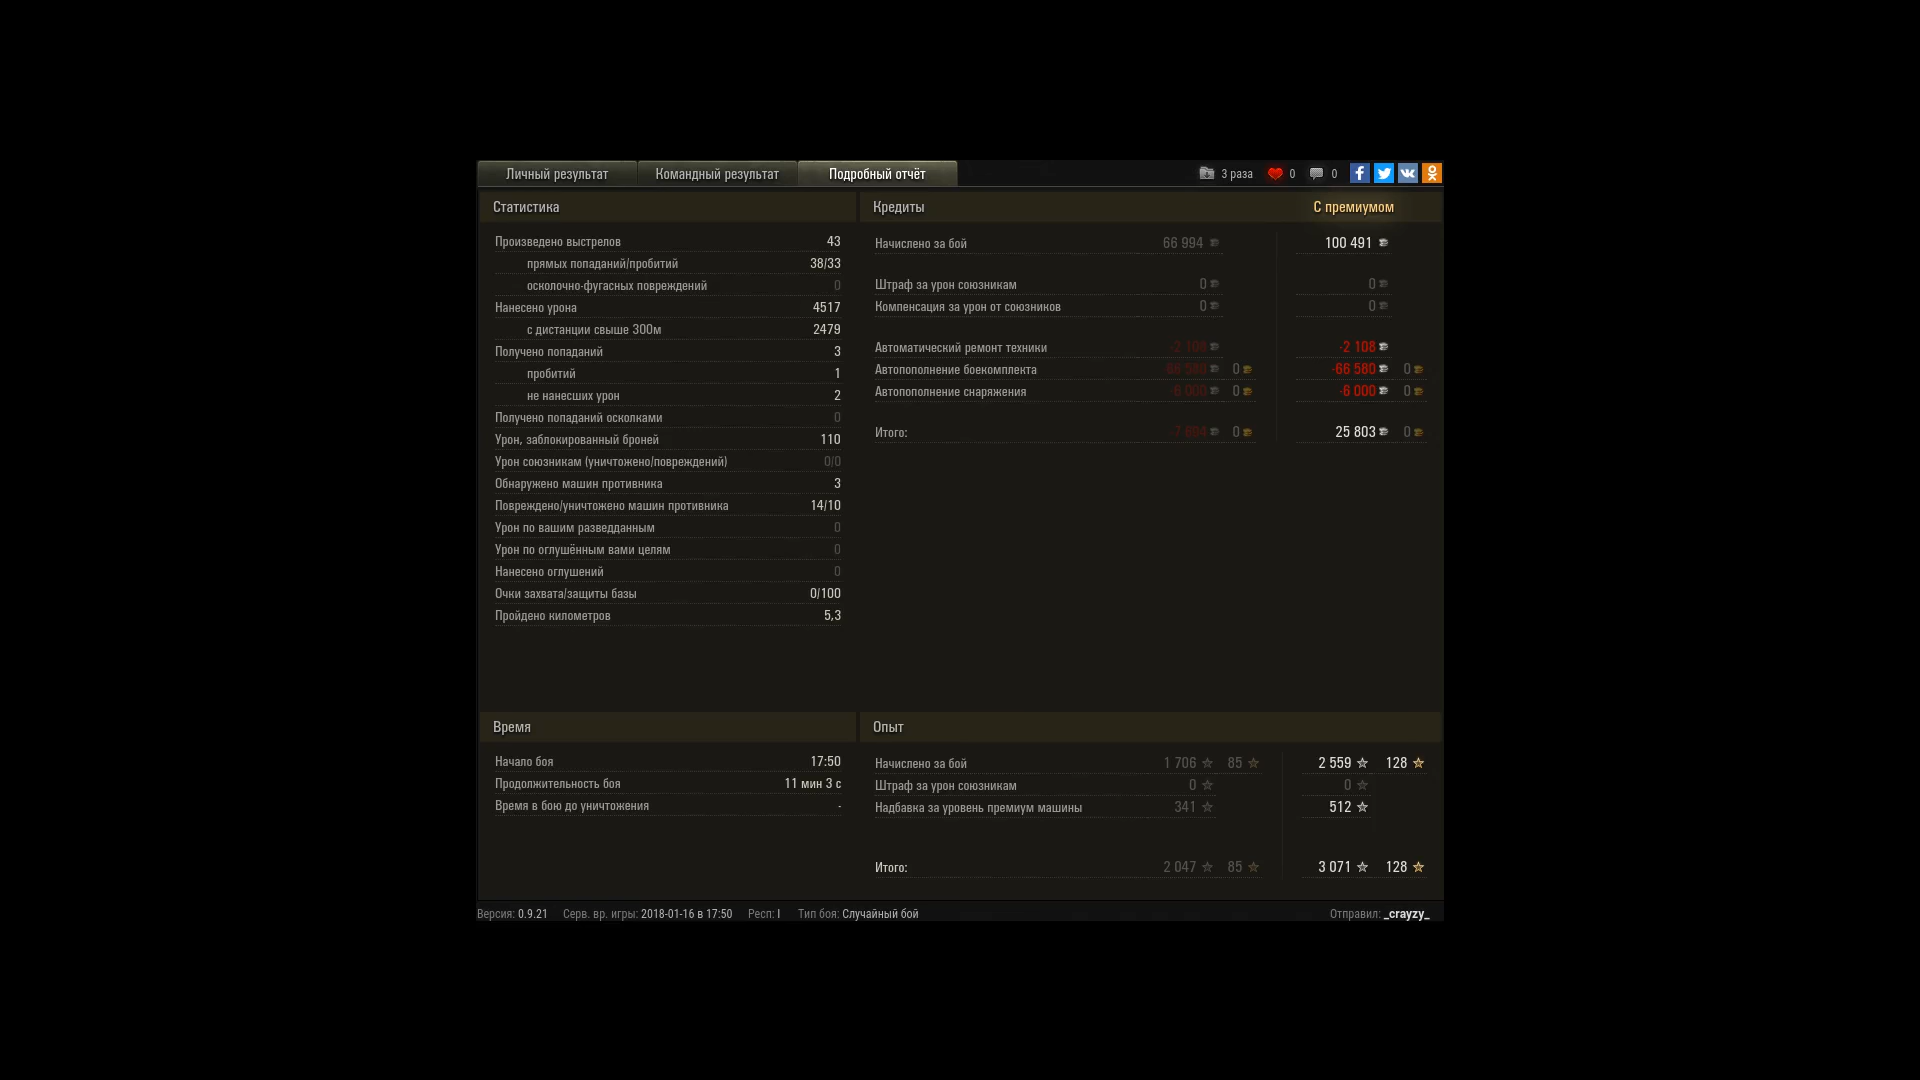 Личный результат Командный результат Подробный отчёт 3 раза 0 0
Статистика
Произведено выстрелов 43
прямых попаданий/пробитий 38/33
осколочно-фугасных повреждений 0
Нанесено урона 4517
с дистанции свыше 300м 2479
Получено попаданий 3
пробитий 1
не нанесших урон 2
Получено попаданий осколками 0
Урон, заблокированный броней 110
Урон союзникам (уничтожено/повреждений) 0/0
Обнаружено машин противника 3
Повреждено/уничтожено машин противника 14/10
Урон по вашим разведданным 0
Урон по оглушённым вами целям 0
Нанесено оглушений 0
Очки захвата/защиты базы 0/100
Пройдено километров 5,3
Кредиты С премиумом
Начислено за бой 66 994 100 491
Штраф за урон союзникам 0 0
Компенсация за урон от союзников 0 0
Автоматический ремонт техники -2 108 -2 108
Автопополнение боекомплекта -66 580 0 -66 580 0
Автопополнение снаряжения -6 000 0 -6 000 0
Итого: -7 694 0 25 803 0
Время
Начало боя 17:50
Продолжительность боя 11 мин 3 с
Время в бою до уничтожения -
Опыт
Начислено за бой 1 706 85 2 559 128
Штраф за урон союзникам 0 0
Надбавка за уровень премиум машины 341 512
Итого: 2 047 85 3 071 128
Версия: 0.9.21 Серв. вр. игры: 2018-01-16 в 17:50 Респ: I Тип боя: Случайный бой Отправил: _crayzy_